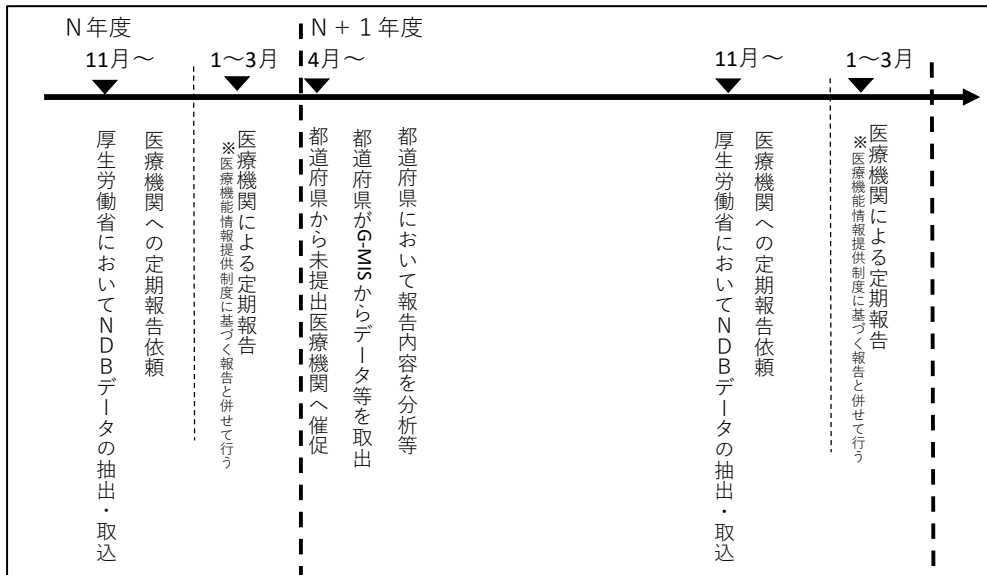 N年度
N+1年度
11月～
1～3月
4月～
11月～
1～3月
医療機関への定期報告依頼
厚生労働省においてNDBデータの抽出・取込
医療機関による定期報告
※医療機能情報提供制度に基づく報告と併せて行う
都道府県において報告内容を分析等
都道府県がG-MISからデータ等を取出
都道府県から未提出医療機関へ催促
医療機関への定期報告依頼
厚生労働省においてNDBデータの抽出・取込
医療機関による定期報告
※医療機能情報提供制度に基づく報告と併せて行う